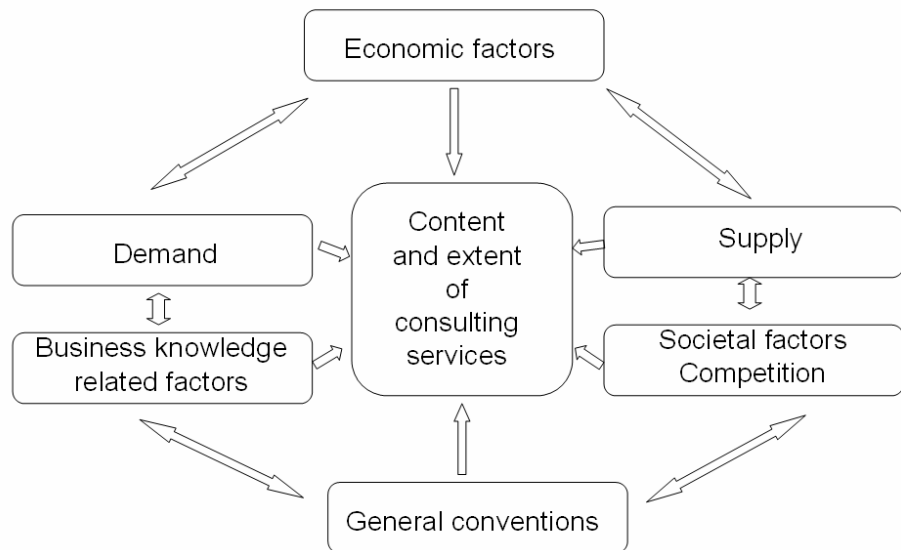 Economic factors
Demand
Business knowledge
related factors
Content
and extent
of
consulting
services
Supply
Societal factors
Competition
General conventions